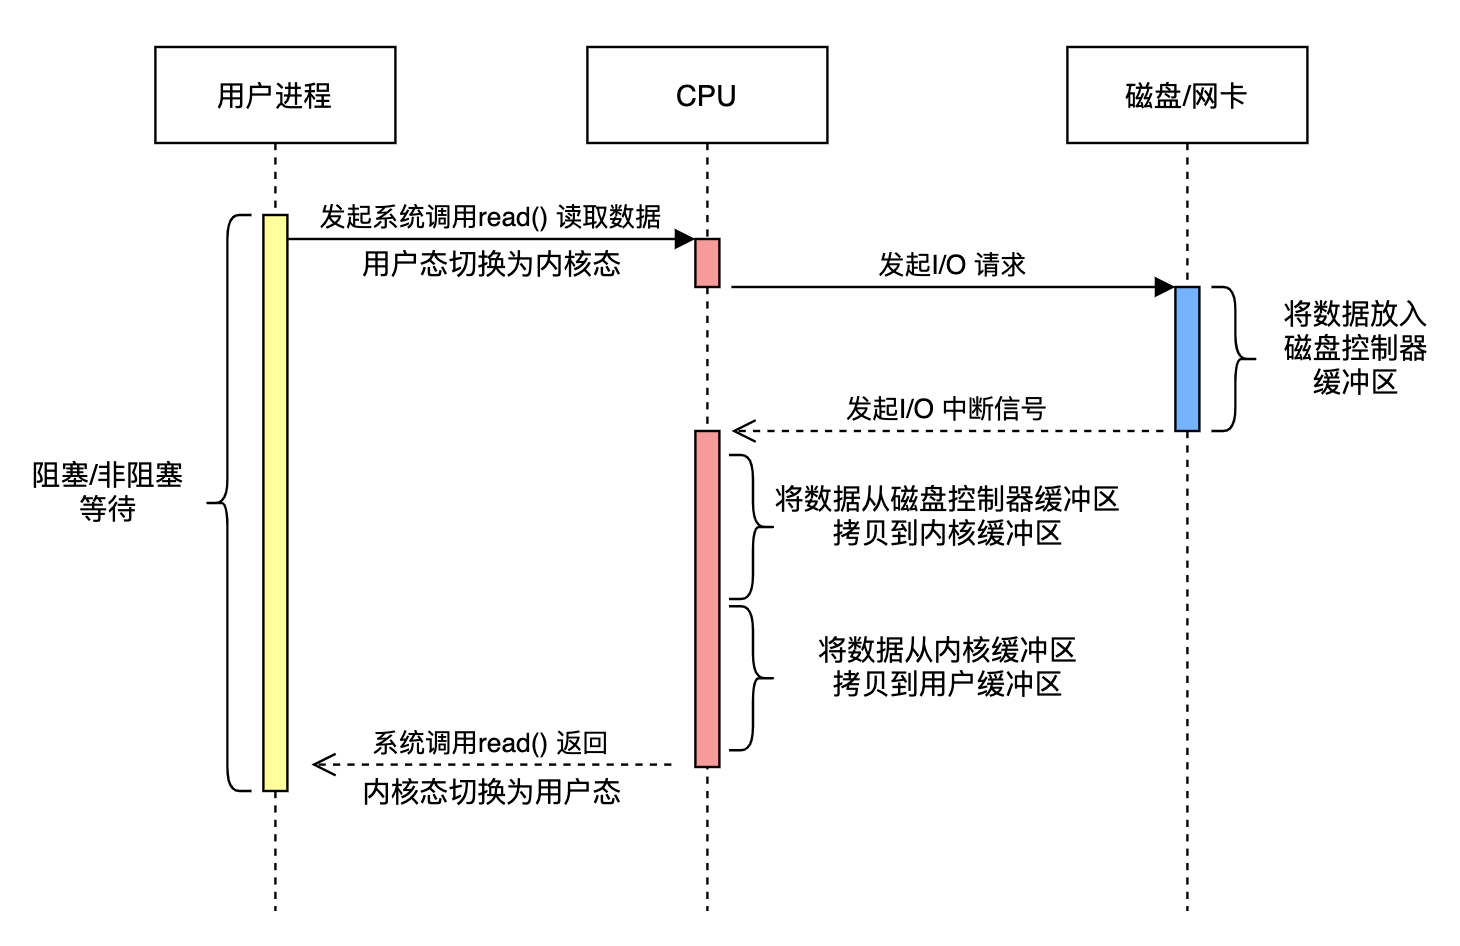 用户进程
CPU
磁盘/网卡
发起系统调用read() 读取数据
用户态切换为内核态
发起I/O 请求
将数据放入
磁盘控制器
缓冲区
发起I/O 中断信号
阻塞/非阻塞
等待
将数据从磁盘控制器缓冲区
拷贝到内核缓冲区
将数据从内核缓冲区
拷贝到用户缓冲区
系统调用read() 返回
内核态切换为用户态